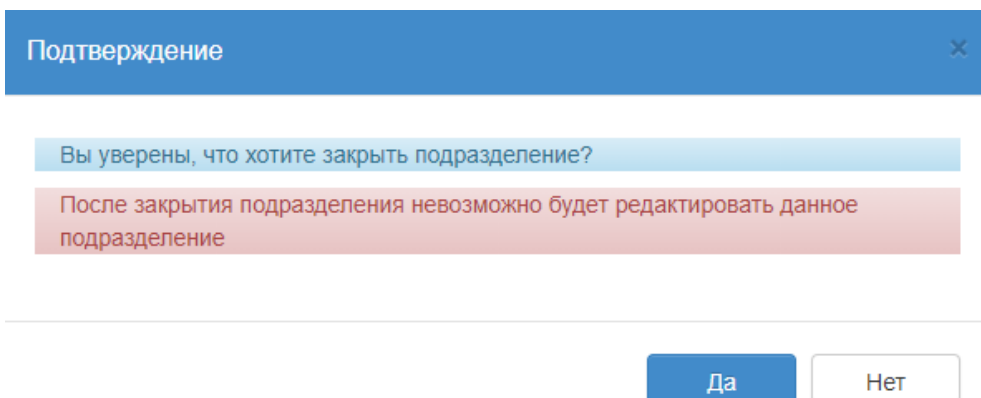 Подтверждение
×
Вы уверены, что хотите закрыть подразделение?
После закрытия подразделения невозможно будет редактировать данное
подразделение
Да Нет